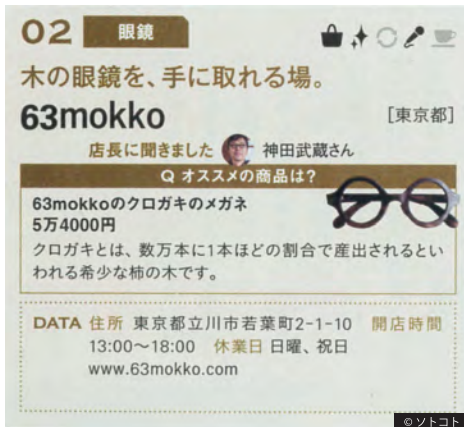 02 眼鏡
木の眼鏡を、手に取れる場。
63mokko [東京都]
店長に聞きました 神田武蔵さん
Q オススメの商品は?
63mokkoのクロガキのメガネ
5万4000円
クロガキとは、数万本に1本ほどの割合で産出されるとい
われる希少な柿の木です。
DATA 住所 東京都立川市若葉町2-1-10 開店時間
13:00〜18:00 休業日 日曜、祝日
www.63mokko.com
©ソトコト